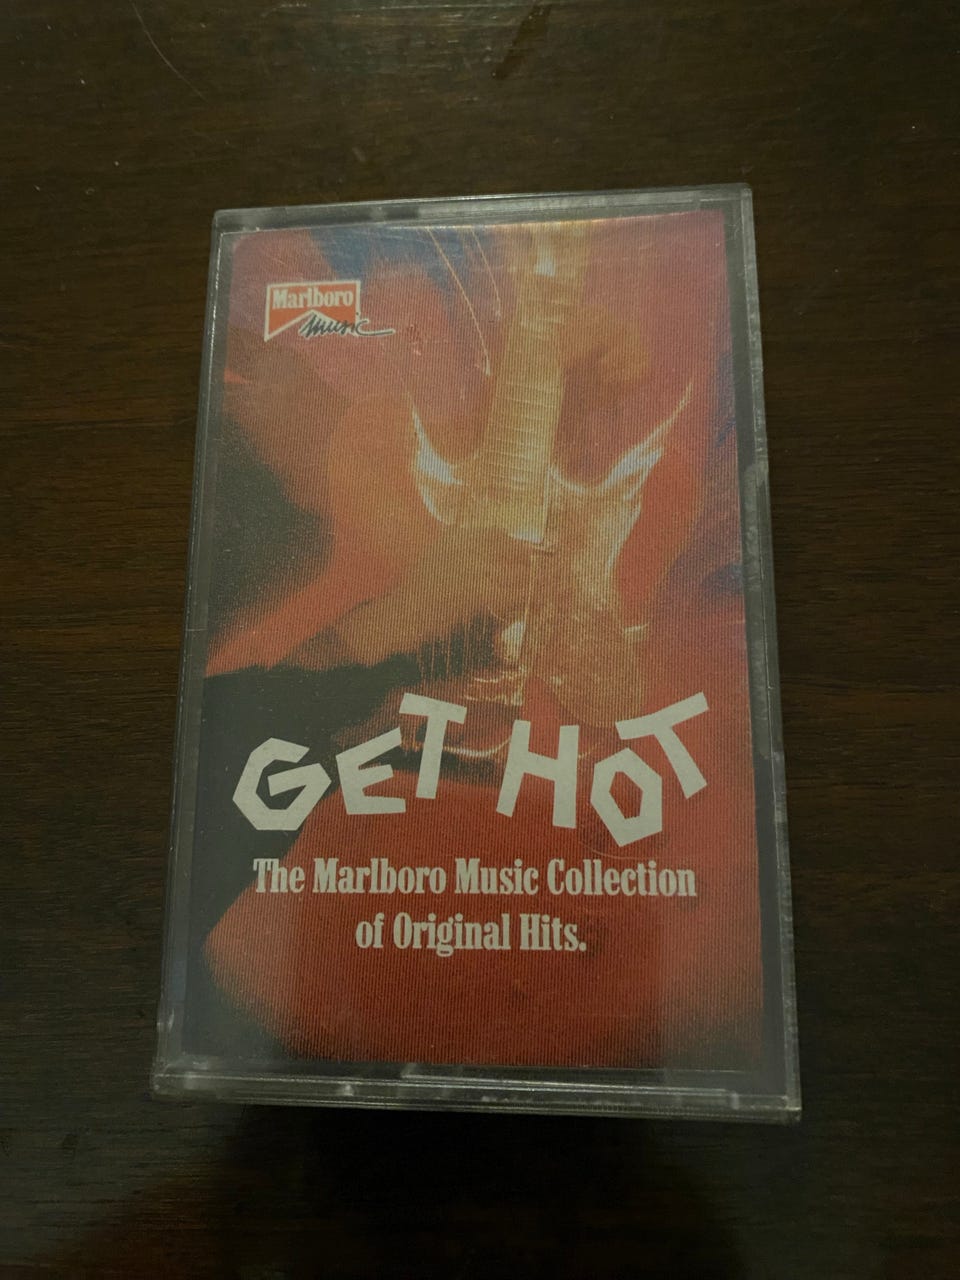 Marlboro
Music
GET HOT
The Marlboro Music Collection
of Original Hits.